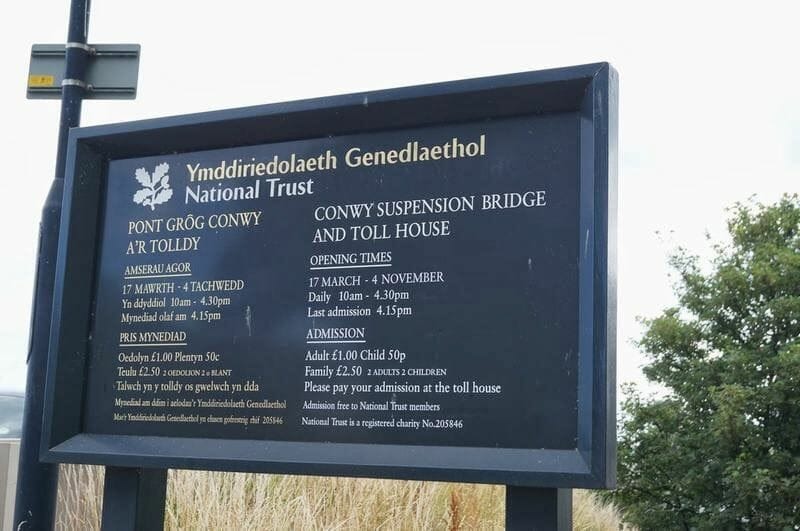 Ymddiriedolaeth Genedlaethol
National Trust
PONT GRÔG CONWY
A'R TOLLDY
AMSERAU AGOR
17 MAWRTH - 4 TACHWEDD
Yn ddyddiol 10am - 4.30pm
Mynediad olaf am 4.15pm
PRIS MYNEDIAD
Oedolyn £1.00 Plentyn 50c
Teulu £2.50 2 OEDOLION 2 o BLANT
Talwch yn y tolldy os gwelwch yn dda
Mynediad am ddim i aelodau'r Ymddiriedolaeth Genedlaethol
Mae'r Ymddiriedolaeth Genedlaethol yn elusen gofrestrig rhif 205846
CONWY SUSPENSION BRIDGE
AND TOLL HOUSE
OPENING TIMES
17 MARCH - 4 NOVEMBER
Daily 10am - 4.30pm
Last admission 4.15pm
ADMISSION
Adult £1.00 Child 50p
Family £2.50 2 ADULTS 2 CHILDREN
Please pay your admission at the toll house
Admission free to National Trust members
National Trust is a registered charity No.205846